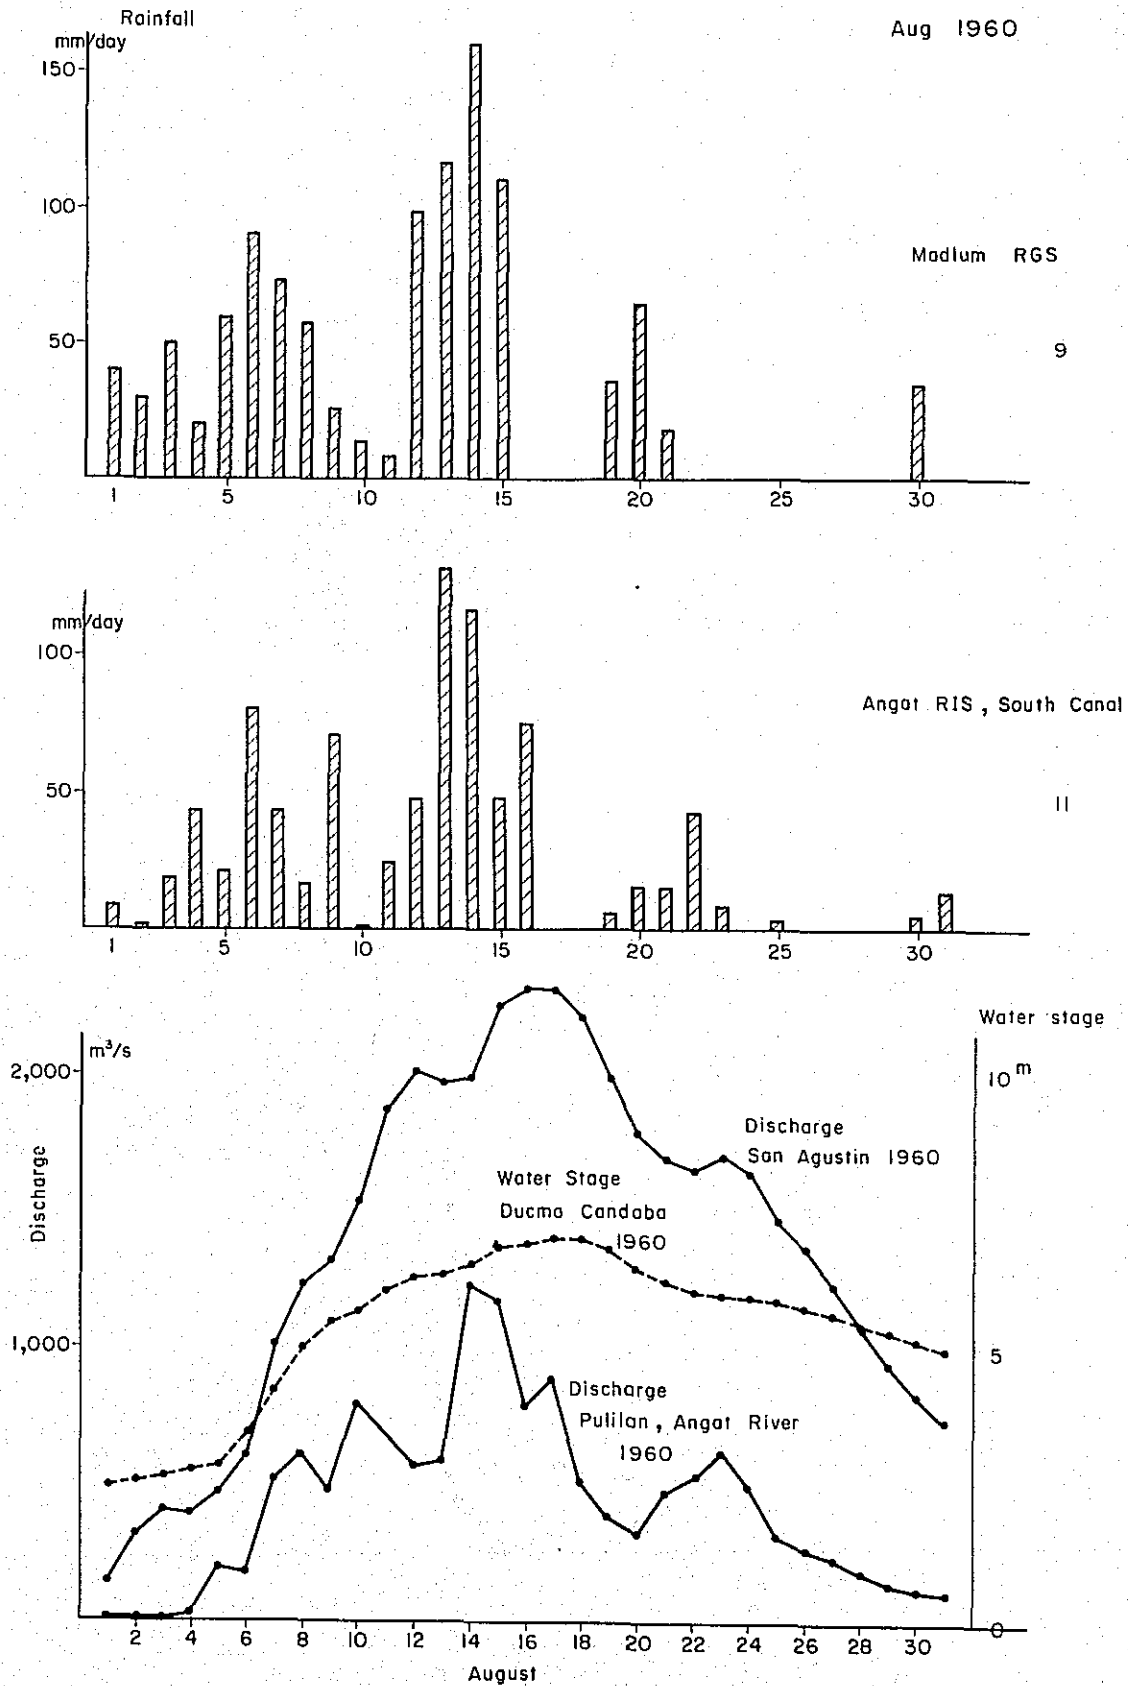 Rainfall
Aug 1960
mm/day
150
100
50
Madlum RGS
9
1 5 10 15 20 25 30
mm/day
100
50
Angat RIS, South Canal
11
1 5 10 15 20 25 30
Water stage
m³/s
2,000
10 m
Discharge
San Agustin 1960
Water Stage
Ducma Candaba
1960
Discharge
1,000
5
Discharge
Pulilan, Angat River
1960
0
2 4 6 8 10 12 14 16 18 20 22 24 26 28 30
August